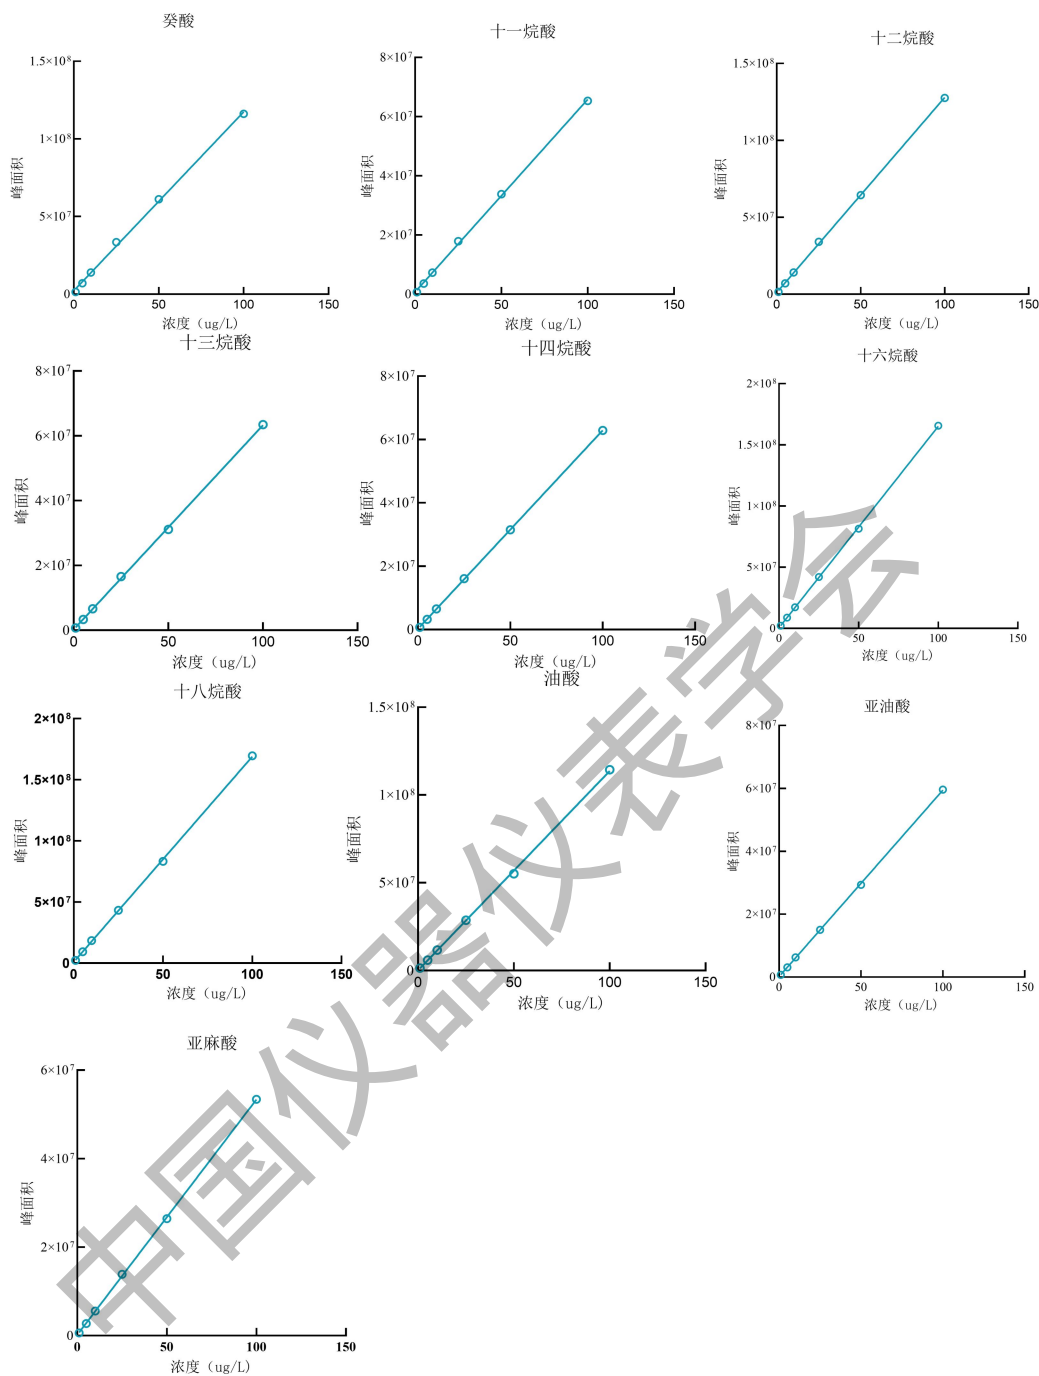 癸酸
1.5×10⁸
1×10⁸
5×10⁷
0
0
50
100
150
峰面积
浓度（ug/L)
十一烷酸
8×10⁷
6×10⁷
4×10⁷
2×10⁷
0
0
50
100
150
峰面积
浓度（ug/L)
十二烷酸
1.5×10⁸
1×10⁸
5×10⁷
0
0
50
100
150
峰面积
浓度（ug/L)
十三烷酸
8×10⁷
6×10⁷
4×10⁷
2×10⁷
0
0
50
100
150
峰面积
浓度（ug/L)
十四烷酸
8×10⁷
6×10⁷
4×10⁷
2×10⁷
0
0
50
100
150
峰面积
浓度（ug/L)
十六烷酸
2×10⁸
1.5×10⁸
1×10⁸
5×10⁷
0
0
50
100
150
峰面积
浓度（ug/L)
十八烷酸
2×10⁸
1.5×10⁸
1×10⁸
5×10⁷
0
0
50
100
150
峰面积
浓度（ug/L)
油酸
1.5×10⁸
1×10⁸
5×10⁷
0
0
50
100
150
峰面积
浓度（ug/L)
亚油酸
8×10⁷
6×10⁷
4×10⁷
2×10⁷
0
0
50
100
150
峰面积
浓度（ug/L)
亚麻酸
6×10⁷
4×10⁷
2×10⁷
0
0
50
100
150
峰面积
浓度（ug/L)
中国仪器仪表学会